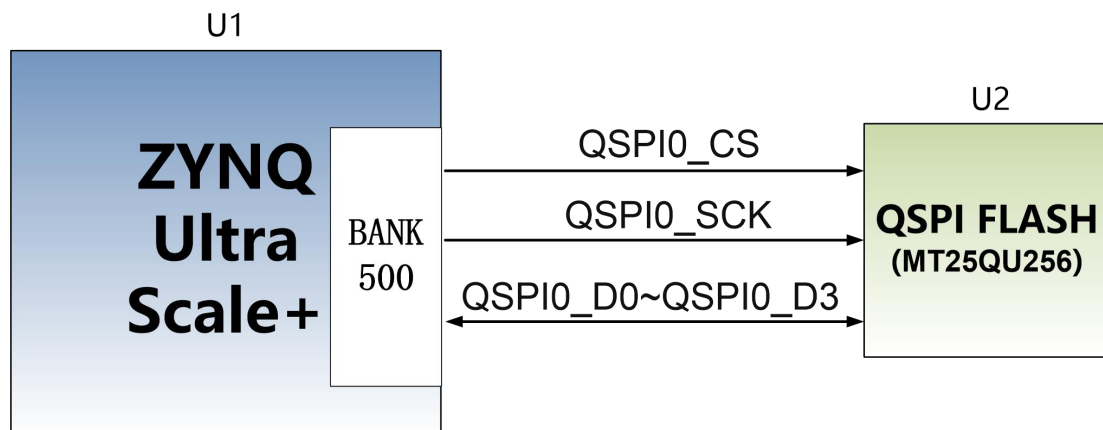 U1
ZYNQ
Ultra
Scale+
BANK
500
QSPI0_CS
QSPI0_SCK
QSPI0_D0~QSPI0_D3
U2
QSPI FLASH
(MT25QU256)